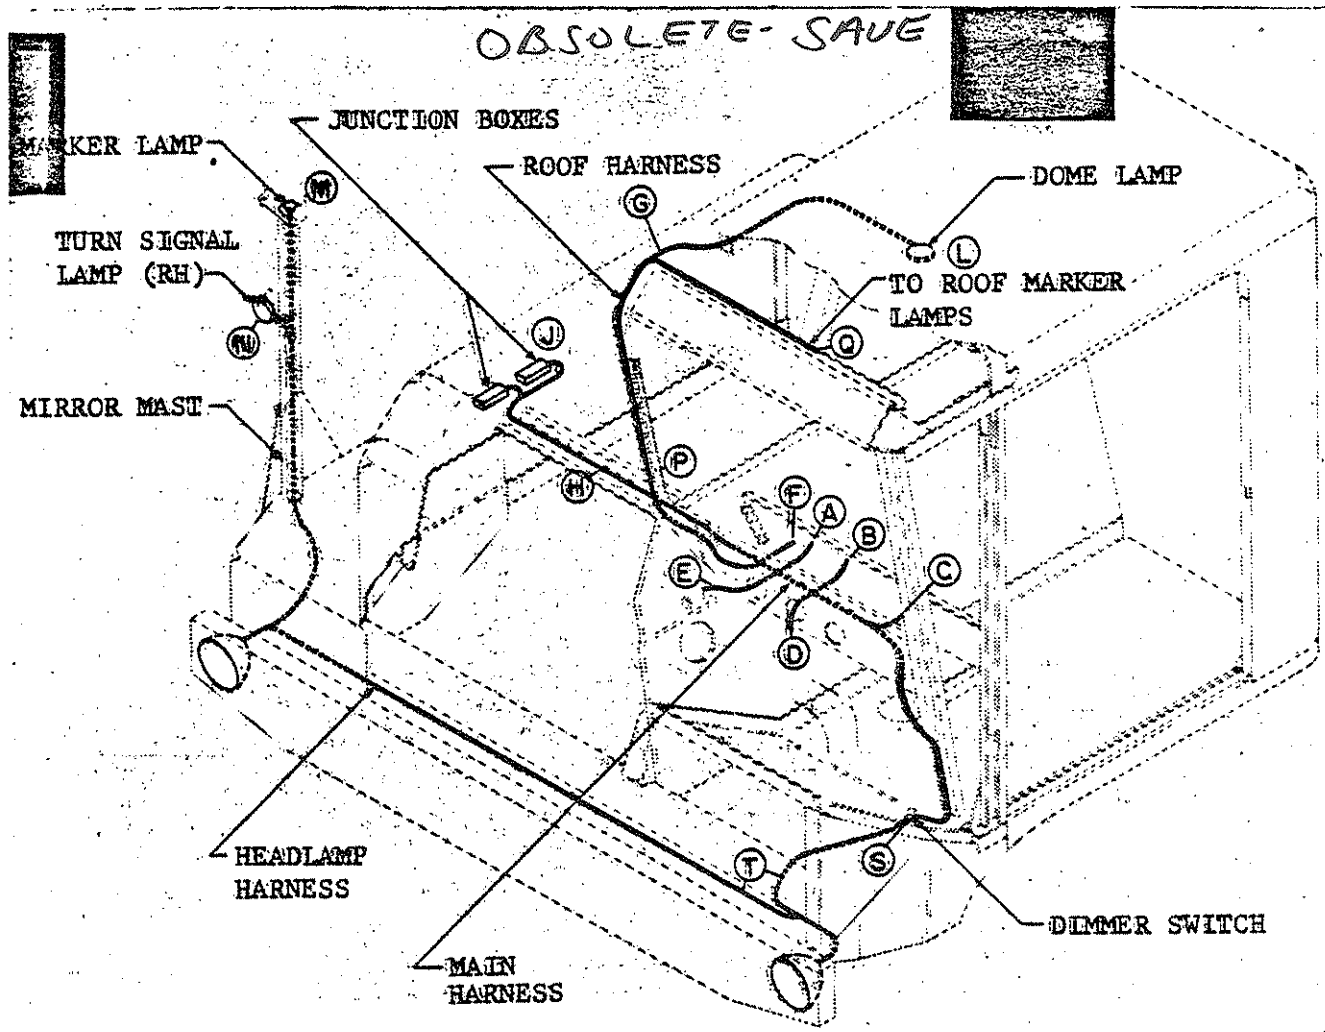 OBSOLETE- SAVE
JUNCTION BOXES
MARKER LAMP
ROOF HARNESS
DOME LAMP
M
G
TURN SIGNAL
LAMP (RH)
L
TO ROOF MARKER
LAMPS
N
J
Q
MIRROR MAST
P
H
F
A
B
E
C
D
HEADLAMP
HARNESS
T
S
DIMMER SWITCH
MAIN
HARNESS